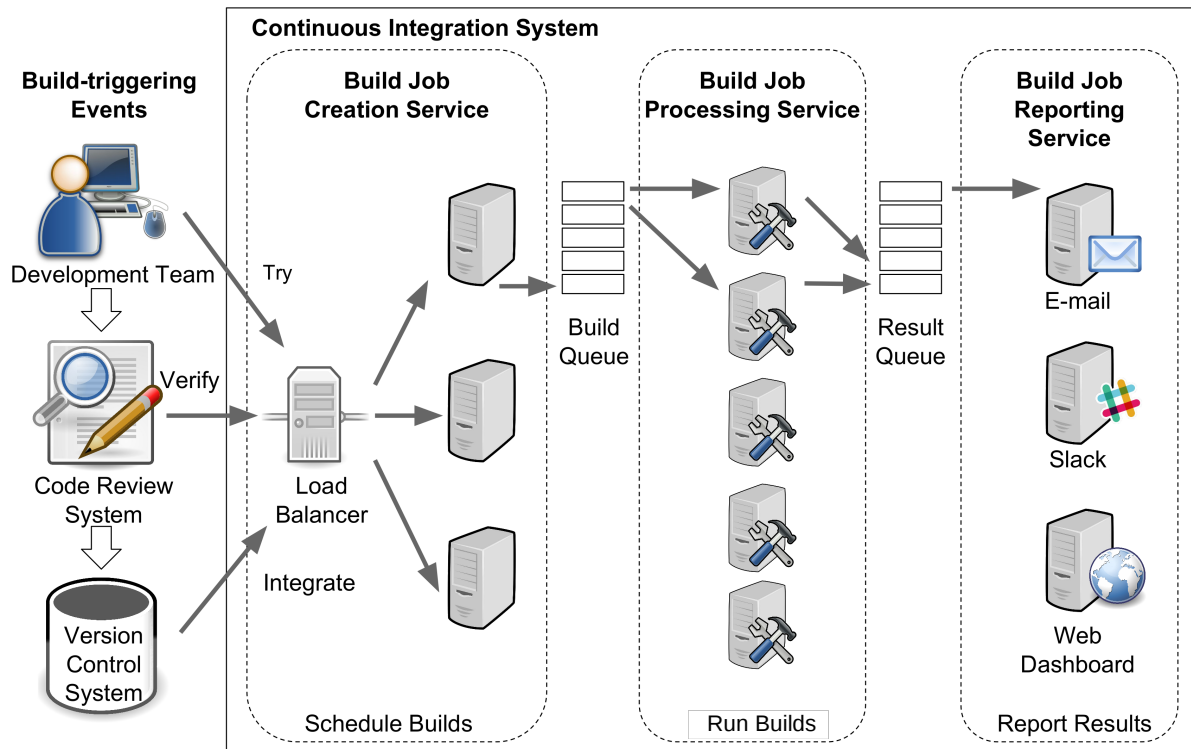 Continuous Integration System
Build-triggering
Events
Development Team
Code Review
System
Version
Control
System
Try
Verify
Integrate
Build Job
Creation Service
Load
Balancer
Schedule Builds
Build
Queue
Build Job
Processing Service
Run Builds
Result
Queue
Build Job
Reporting
Service
E-mail
Slack
Web
Dashboard
Report Results